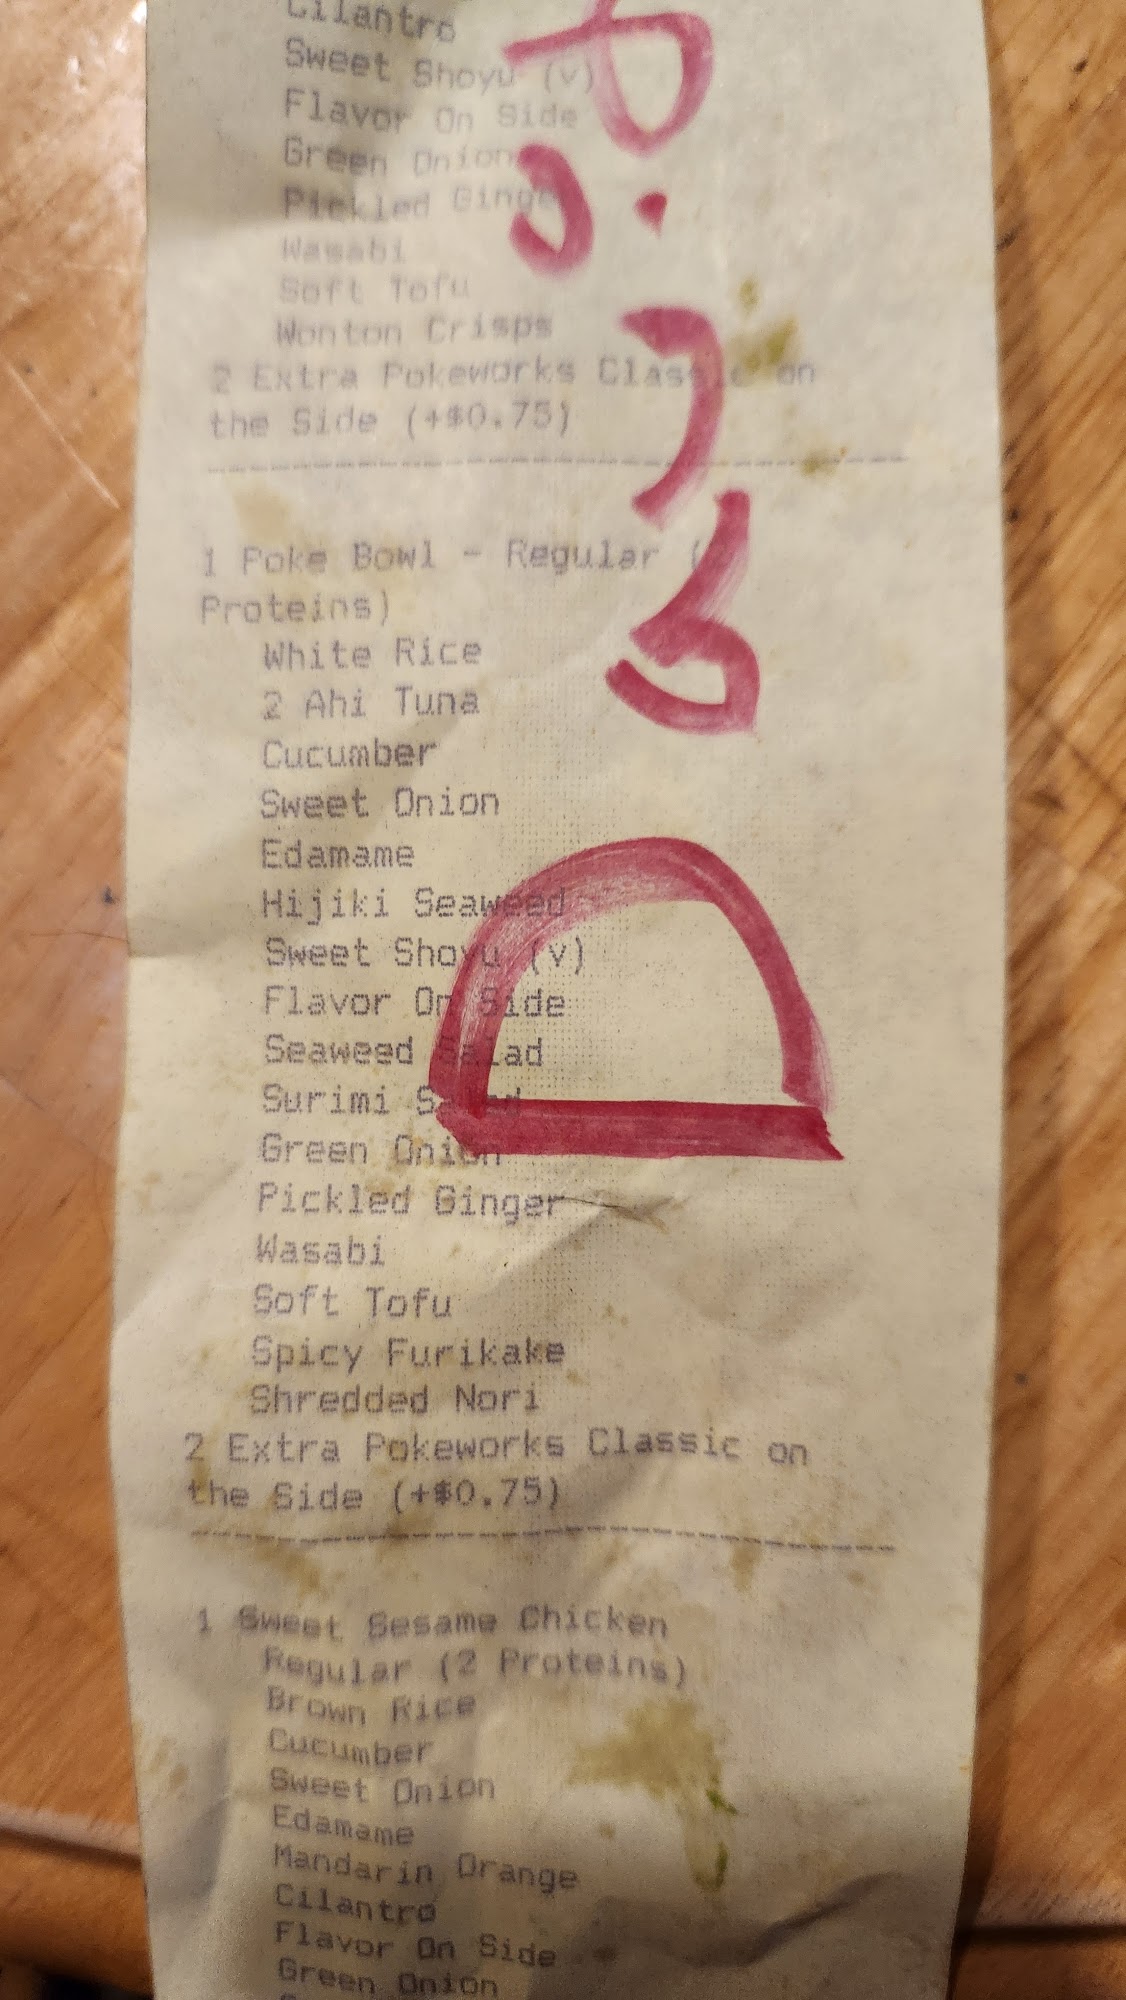 Cilantro
Sweet Shoyu (v)
Flavor On Side
Green Onion
Pickled Ginger
Wasabi
Soft Tofu
Wonton Crisps
2 Extra Pokeworks Classic on
the Side (+$0.75)
1 Poke Bowl - Regular (
Proteins)
White Rice
2 Ahi Tuna
Cucumber
Sweet Onion
Edamame
Hijiki Seaweed
Sweet Shoyu (v)
Flavor On Side
Seaweed Salad
Surimi Salad
Green Onion
Pickled Ginger
Wasabi
Soft Tofu
Spicy Furikake
Shredded Nori
2 Extra Pokeworks Classic on
the Side (+$0.75)
1 Sweet Sesame Chicken
Regular (2 Proteins)
Brown Rice
Cucumber
Sweet Onion
Edamame
Mandarin Orange
Cilantro
Flavor On Side
Green Onion